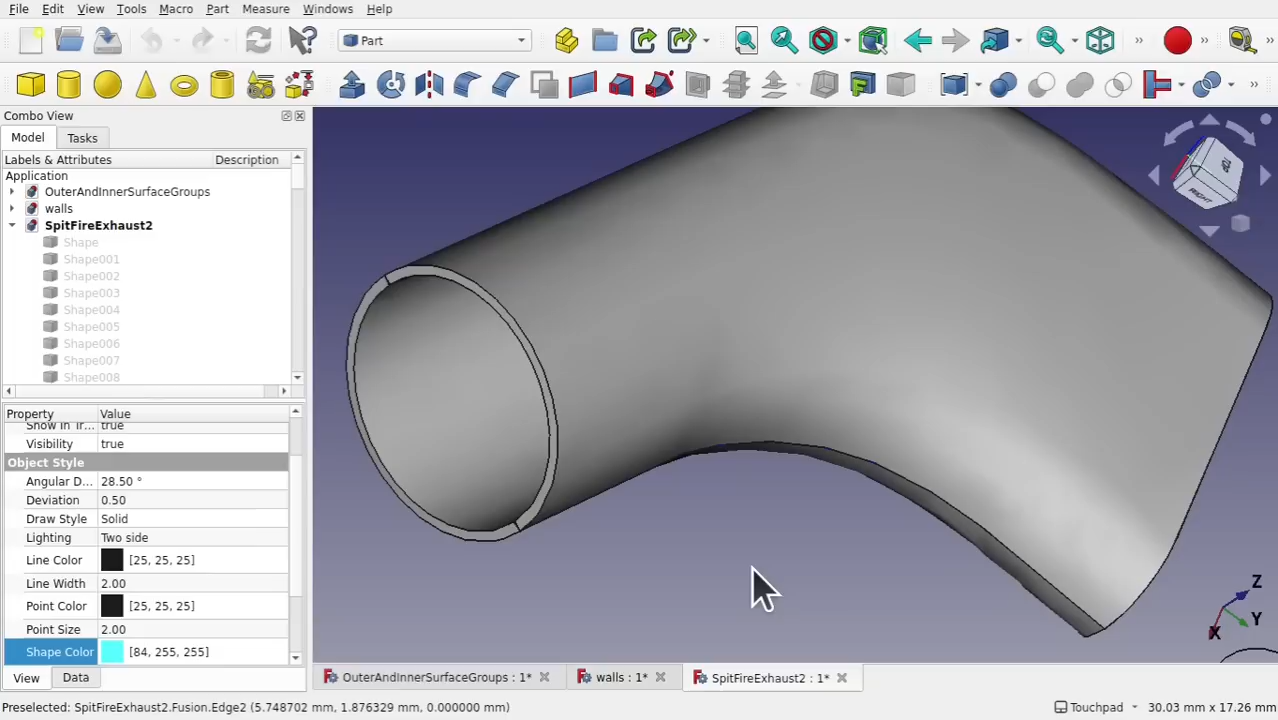 File Edit View Tools Macro Part Measure Windows Help
Part
Combo View
Model Tasks
Labels & Attributes Description
Application
OuterAndInnerSurfaceGroups
walls
SpitFireExhaust2
Shape
Shape001
Shape002
Shape003
Shape004
Shape005
Shape006
Shape007
Shape008
Property Value
Show In Tr... true
Visibility true
Object Style
Angular D... 28.50 °
Deviation 0.50
Draw Style Solid
Lighting Two side
Line Color [25, 25, 25]
Line Width 2.00
Point Color [25, 25, 25]
Point Size 2.00
Shape Color [84, 255, 255]
View Data
RIGHT
Z
Y
X
OuterAndInnerSurfaceGroups : 1* walls : 1* SpitFireExhaust2 : 1*
Preselected: SpitFireExhaust2.Fusion.Edge2 (5.748702 mm, 1.876329 mm, 0.000000 mm) Touchpad 30.03 mm x 17.26 mm